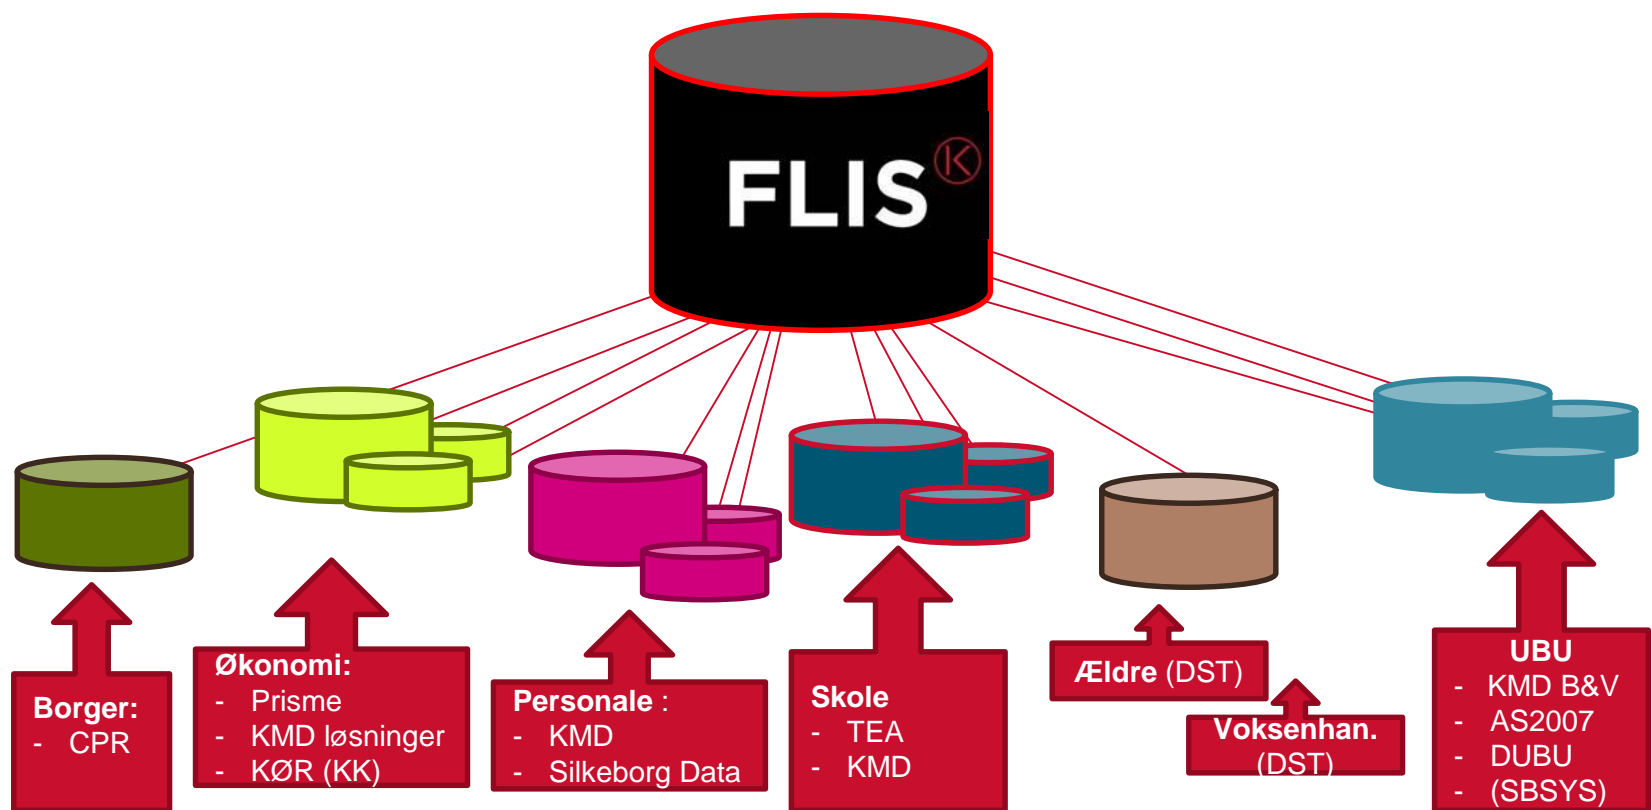 FLIS K
Borger:
- CPR
Økonomi:
- Prisme
- KMD løsninger
- KØR (KK)
Personale :
- KMD
- Silkeborg Data
Skole
- TEA
- KMD
Ældre (DST)
Voksenhan.
(DST)
UBU
- KMD B&V
- AS2007
- DUBU
- (SBSYS)